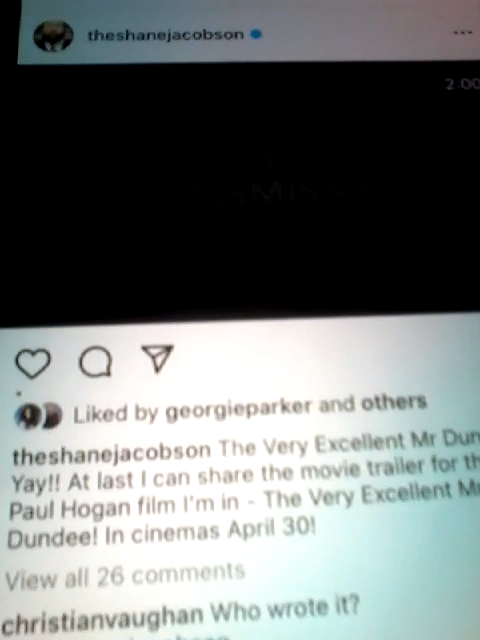 theshanejacobson
2:00
Liked by georgieparker and others
theshanejacobson The Very Excellent Mr Dun
Yay!! At last I can share the movie trailer for th
Paul Hogan film I'm in - The Very Excellent Mr
Dundee! In cinemas April 30!
View all 26 comments
christianvaughan Who wrote it?